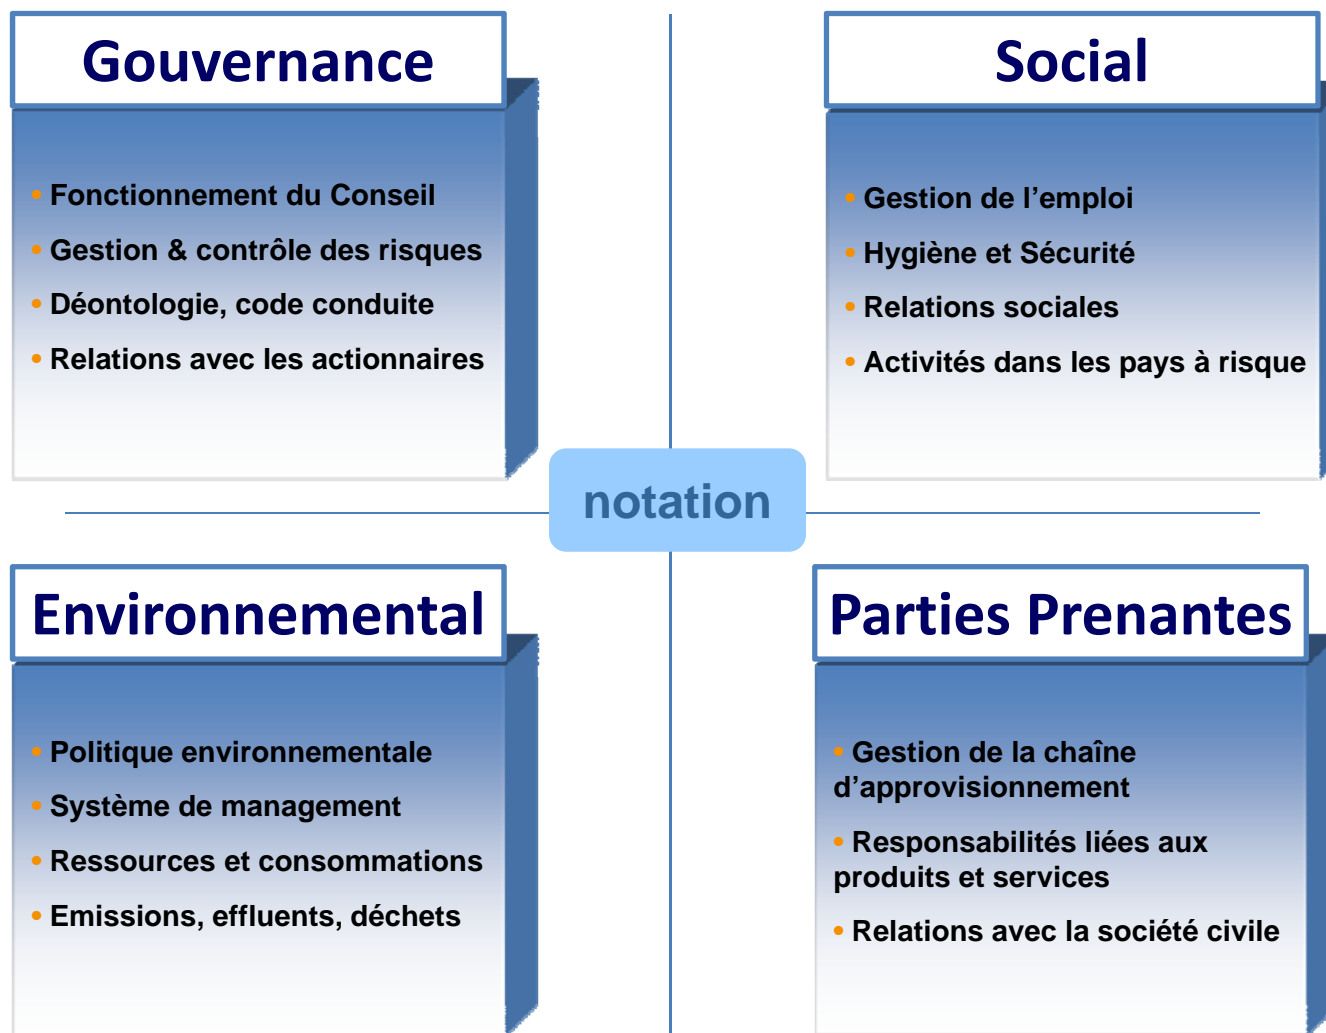 Gouvernance
• Fonctionnement du Conseil
• Gestion & contrôle des risques
• Déontologie, code conduite
• Relations avec les actionnaires
Social
• Gestion de l’emploi
• Hygiène et Sécurité
• Relations sociales
• Activités dans les pays à risque
notation
Environnemental
• Politique environnementale
• Système de management
• Ressources et consommations
• Emissions, effluents, déchets
Parties Prenantes
• Gestion de la chaîne
d’approvisionnement
• Responsabilités liées aux
produits et services
• Relations avec la société civile